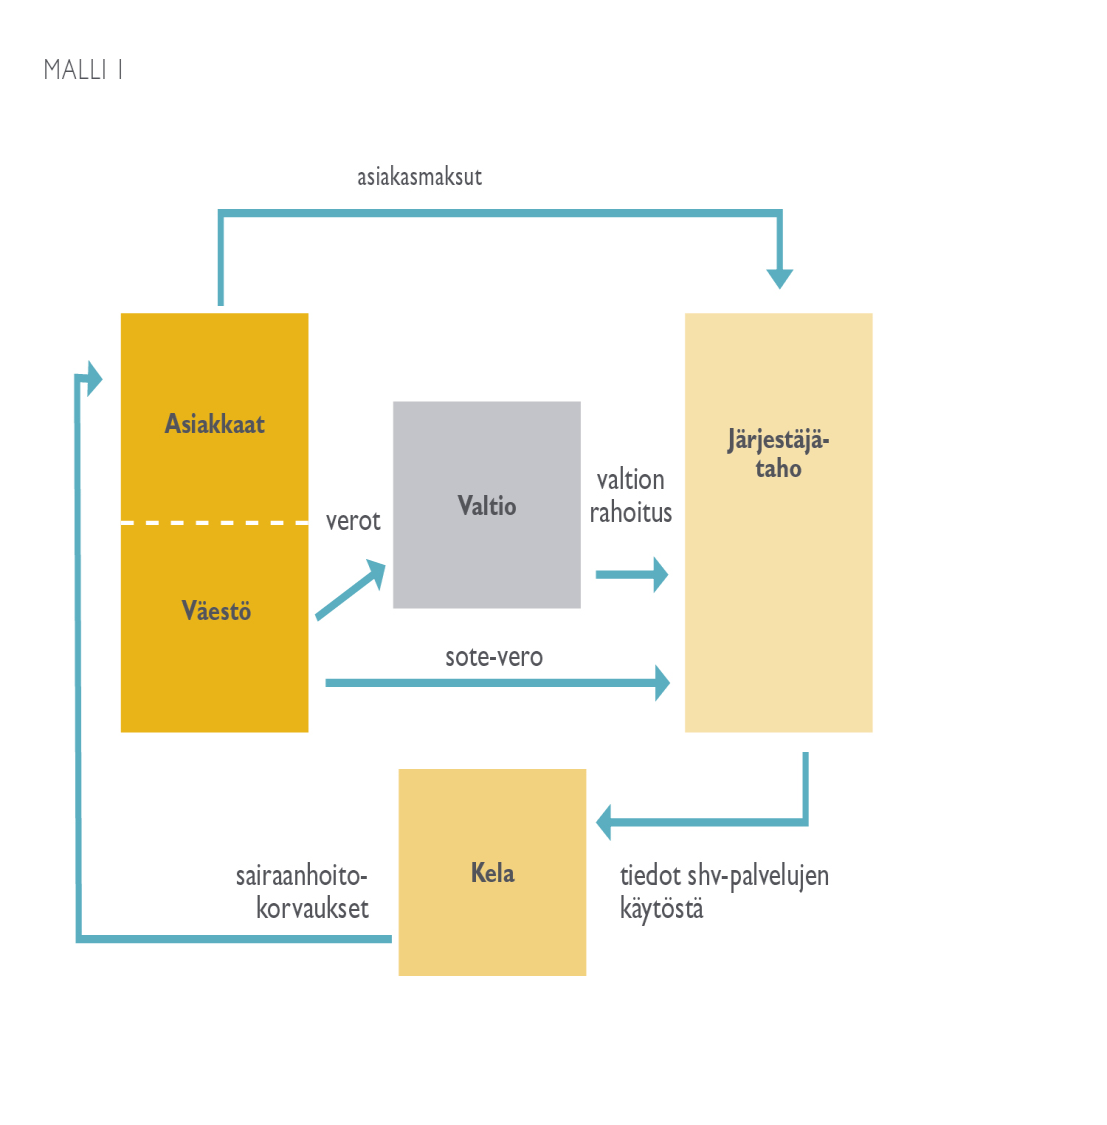 MALLI 1
asiakasmaksut
Asiakkaat
Järjestäjä-
taho
Valtio
valtion
rahoitus
verot
Väestö
sote-vero
Kela
sairaanhoito-
korvaukset
tiedot shv-palvelujen
käytöstä